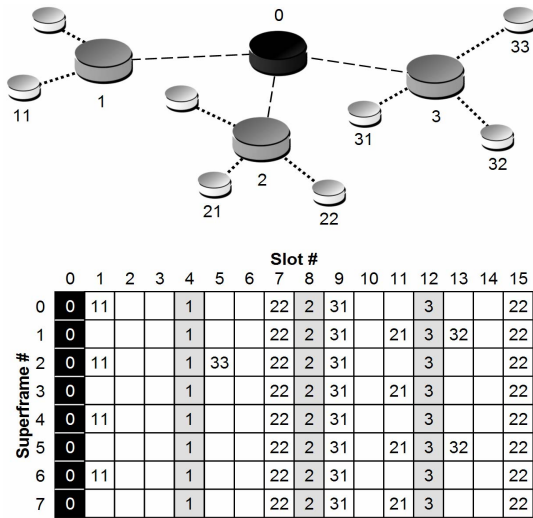 0
33
1
11
3
31
32
2
21
22
Slot #
0 1 2 3 4 5 6 7 8 9 10 11 12 13 14 15
Superframe #
0 0 11 1 22 2 31 3 22
1 0 1 22 2 31 21 3 32 22
2 0 11 1 33 22 2 31 3 22
3 0 1 22 2 31 21 3 22
4 0 11 1 22 2 31 3 22
5 0 1 22 2 31 21 3 32 22
6 0 11 1 22 2 31 3 22
7 0 1 22 2 31 21 3 22